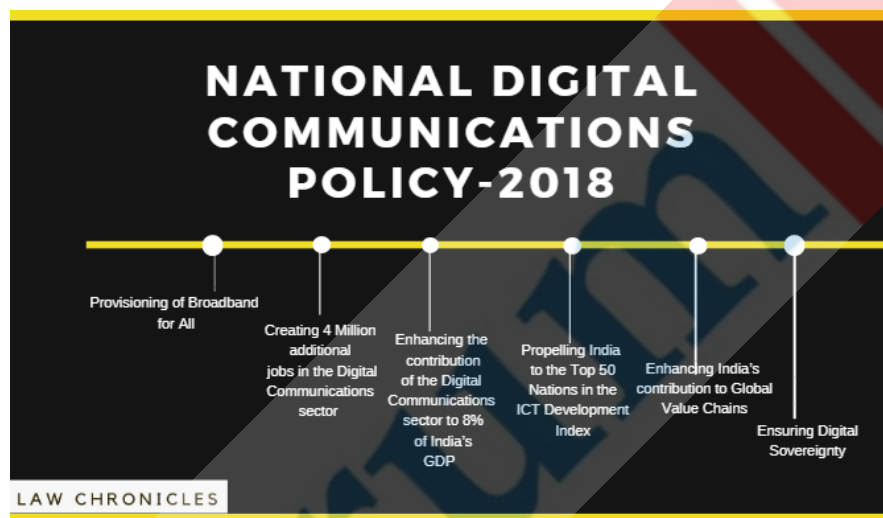 NATIONAL DIGITAL
COMMUNICATIONS
POLICY-2018
Provisioning of Broadband
for All
Creating 4 Million
additional
jobs in the Digital
Communications
sector
Enhancing the
contribution
of the Digital
Communications
sector to 8%
of India's
GDP
Propelling India
to the Top 50
Nations in the
ICT Development
Index
Enhancing India's
contribution to Global
Value Chains
Ensuring Digital
Sovereignty
LAW CHRONICLES